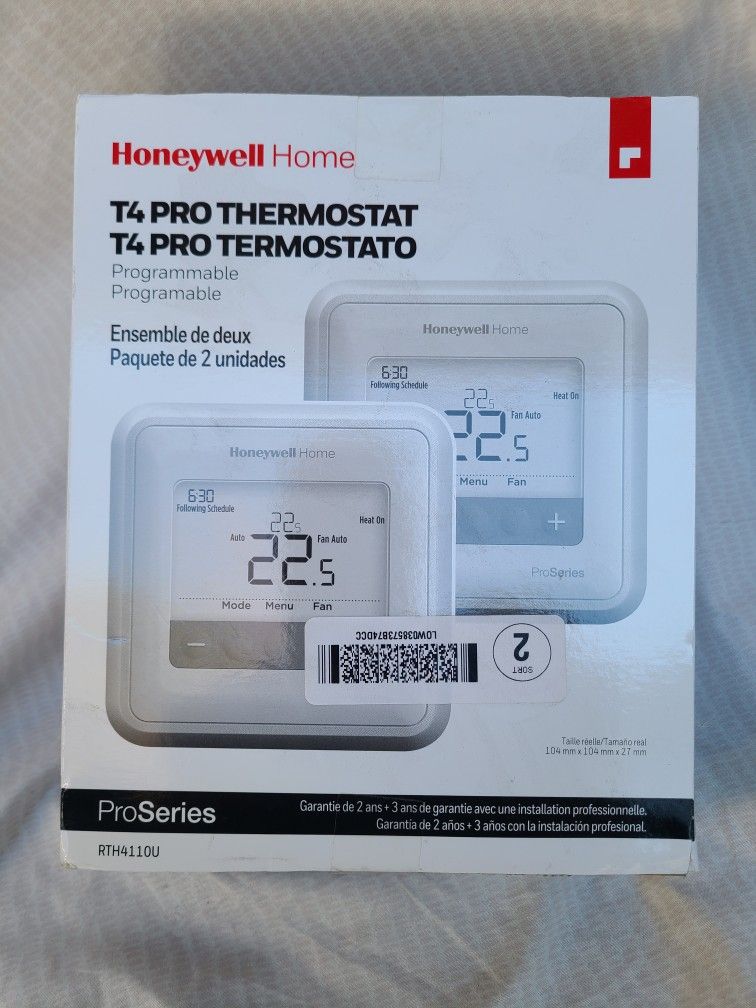 Honeywell Home
T4 PRO THERMOSTAT
T4 PRO TERMOSTATO
Programmable
Programable
Ensemble de deux
Paquete de 2 unidades
Honeywell Home
6:30
Following Schedule
22.5
Heat On
Fan Auto
22.5
Menu Fan
+
ProSeries
Honeywell Home
6:30
Following Schedule
22.5
Heat On
Auto
Fan Auto
22.5
Mode Menu Fan
−
LOW038573B74DCC
SORT
2
Taille réelle/Tamaño real
104 mm x 104 mm x 27 mm
ProSeries
Garantie de 2 ans + 3 ans de garantie avec une installation professionnelle.
Garantía de 2 años + 3 años con la instalación profesional.
RTH4110U